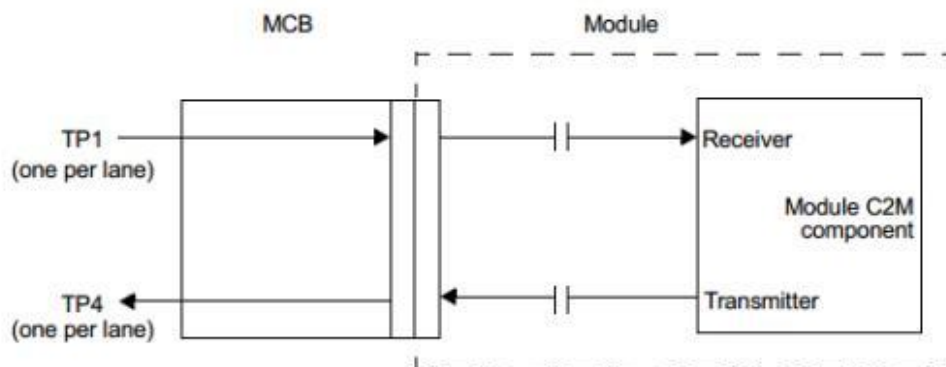 MCB
Module
TP1
(one per lane)
Receiver
Module C2M
component
TP4
(one per lane)
Transmitter